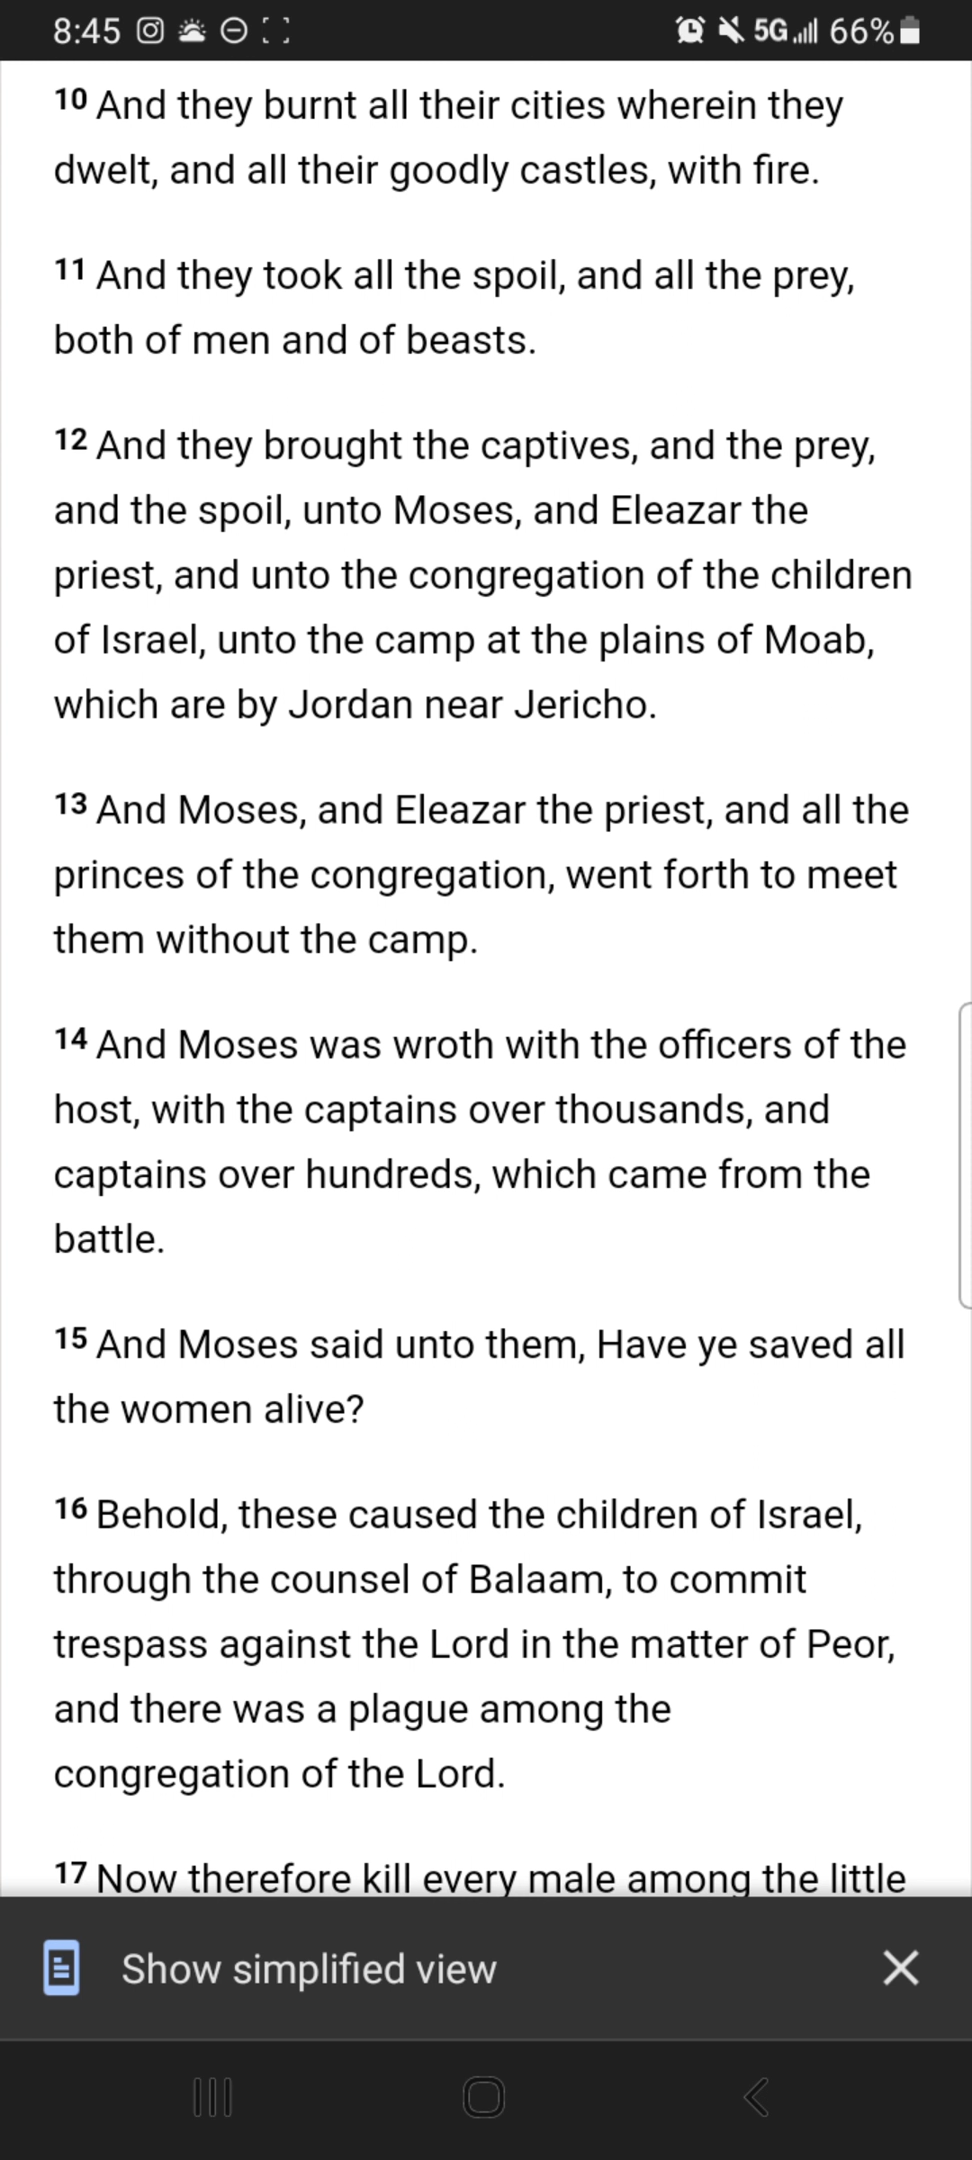 8:45 5G 66%
10 And they burnt all their cities wherein they
dwelt, and all their goodly castles, with fire.
11 And they took all the spoil, and all the prey,
both of men and of beasts.
12 And they brought the captives, and the prey,
and the spoil, unto Moses, and Eleazar the
priest, and unto the congregation of the children
of Israel, unto the camp at the plains of Moab,
which are by Jordan near Jericho.
13 And Moses, and Eleazar the priest, and all the
princes of the congregation, went forth to meet
them without the camp.
14 And Moses was wroth with the officers of the
host, with the captains over thousands, and
captains over hundreds, which came from the
battle.
15 And Moses said unto them, Have ye saved all
the women alive?
16 Behold, these caused the children of Israel,
through the counsel of Balaam, to commit
trespass against the Lord in the matter of Peor,
and there was a plague among the
congregation of the Lord.
17 Now therefore kill every male among the little
Show simplified view